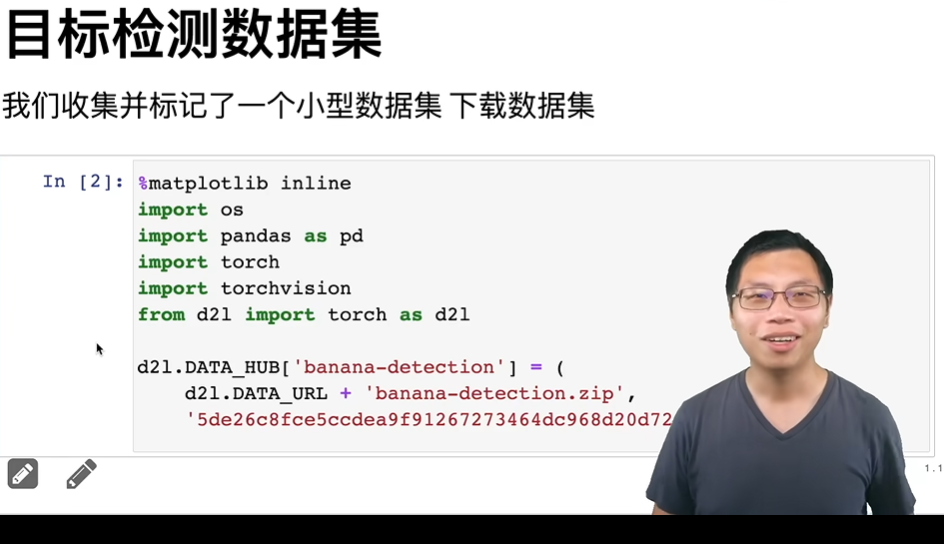 目标检测数据集
我们收集并标记了一个小型数据集 下载数据集
In [2]: %matplotlib inline
import os
import pandas as pd
import torch
import torchvision
from d2l import torch as d2l
d2l.DATA_HUB['banana-detection'] = (
d2l.DATA_URL + 'banana-detection.zip',
'5de26c8fce5ccdea9f91267273464dc968d20d72
1.1